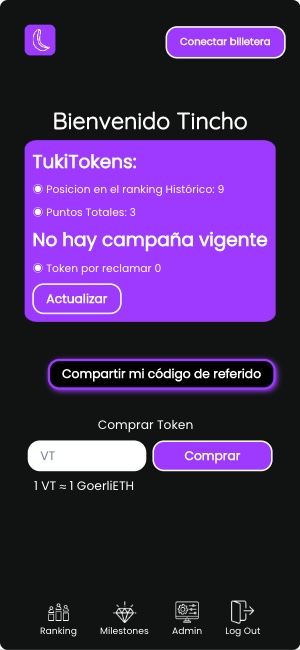 Conectar billetera
Bienvenido Tincho
TukiTokens:
Posicion en el ranking Histórico: 9
Puntos Totales: 3
No hay campaña vigente
Token por reclamar 0
Actualizar
Compartir mi código de referido
Comprar Token
VT
Comprar
1 VT ≈ 1 GoerliETH
Ranking
Milestones
Admin
Log Out